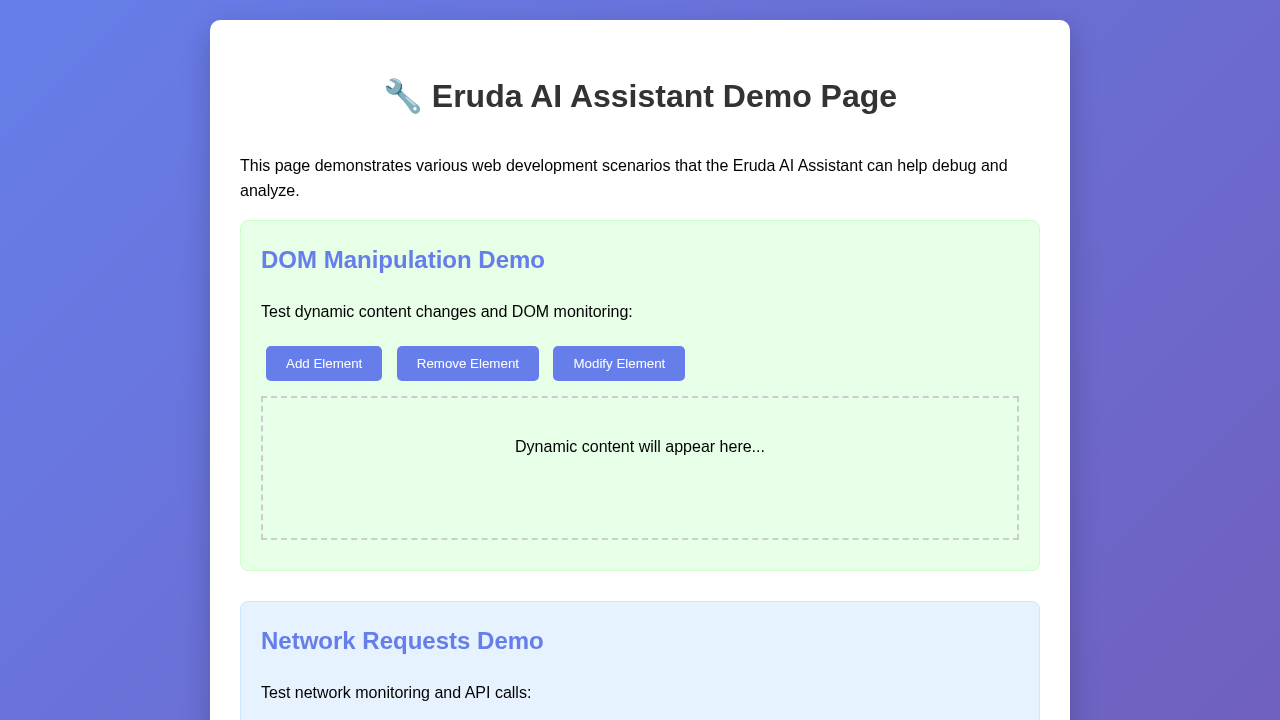 🔧 Eruda AI Assistant Demo Page
This page demonstrates various web development scenarios that the Eruda AI Assistant can help debug and
analyze.
DOM Manipulation Demo
Test dynamic content changes and DOM monitoring:
Add Element Remove Element Modify Element
Dynamic content will appear here...
Network Requests Demo
Test network monitoring and API calls: